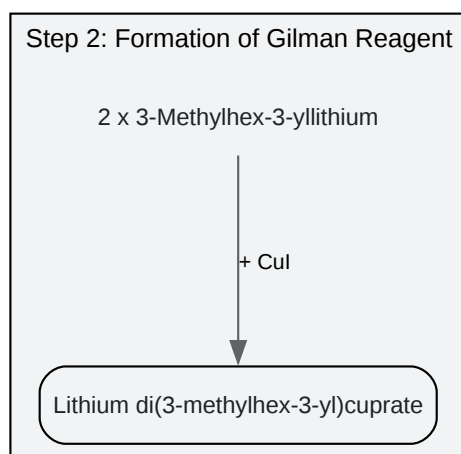 Step 2: Formation of Gilman Reagent
2 x 3-Methylhex-3-yllithium
+ CuI
Lithium di(3-methylhex-3-yl)cuprate